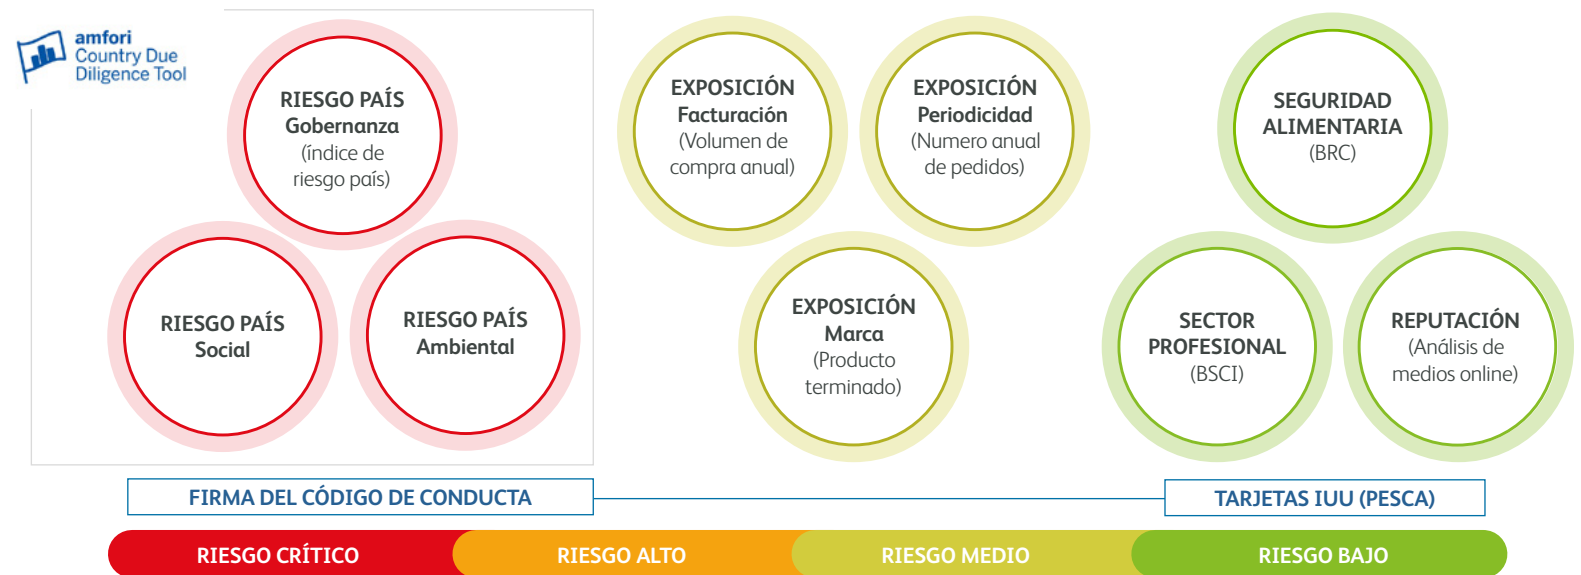 amfori
Country Due
Diligence Tool
RIESGO PAÍS
Gobernanza
(índice de
riesgo país)
RIESGO PAÍS
Social
RIESGO PAÍS
Ambiental
EXPOSICIÓN
Facturación
(Volumen de
compra anual)
EXPOSICIÓN
Periodicidad
(Numero anual
de pedidos)
EXPOSICIÓN
Marca
(Producto
terminado)
SEGURIDAD
ALIMENTARIA
(BRC)
SECTOR
PROFESIONAL
(BSCI)
REPUTACIÓN
(Análisis de
medios online)
FIRMA DEL CÓDIGO DE CONDUCTA
TARJETAS IUU (PESCA)
RIESGO CRÍTICO
RIESGO ALTO
RIESGO MEDIO
RIESGO BAJO